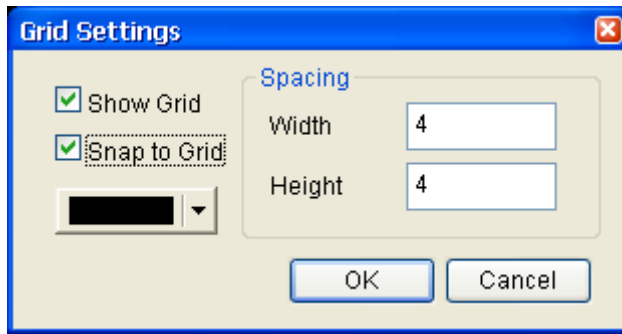 Grid Settings
Show Grid
Snap to Grid
Spacing
Width 4
Height 4
OK Cancel